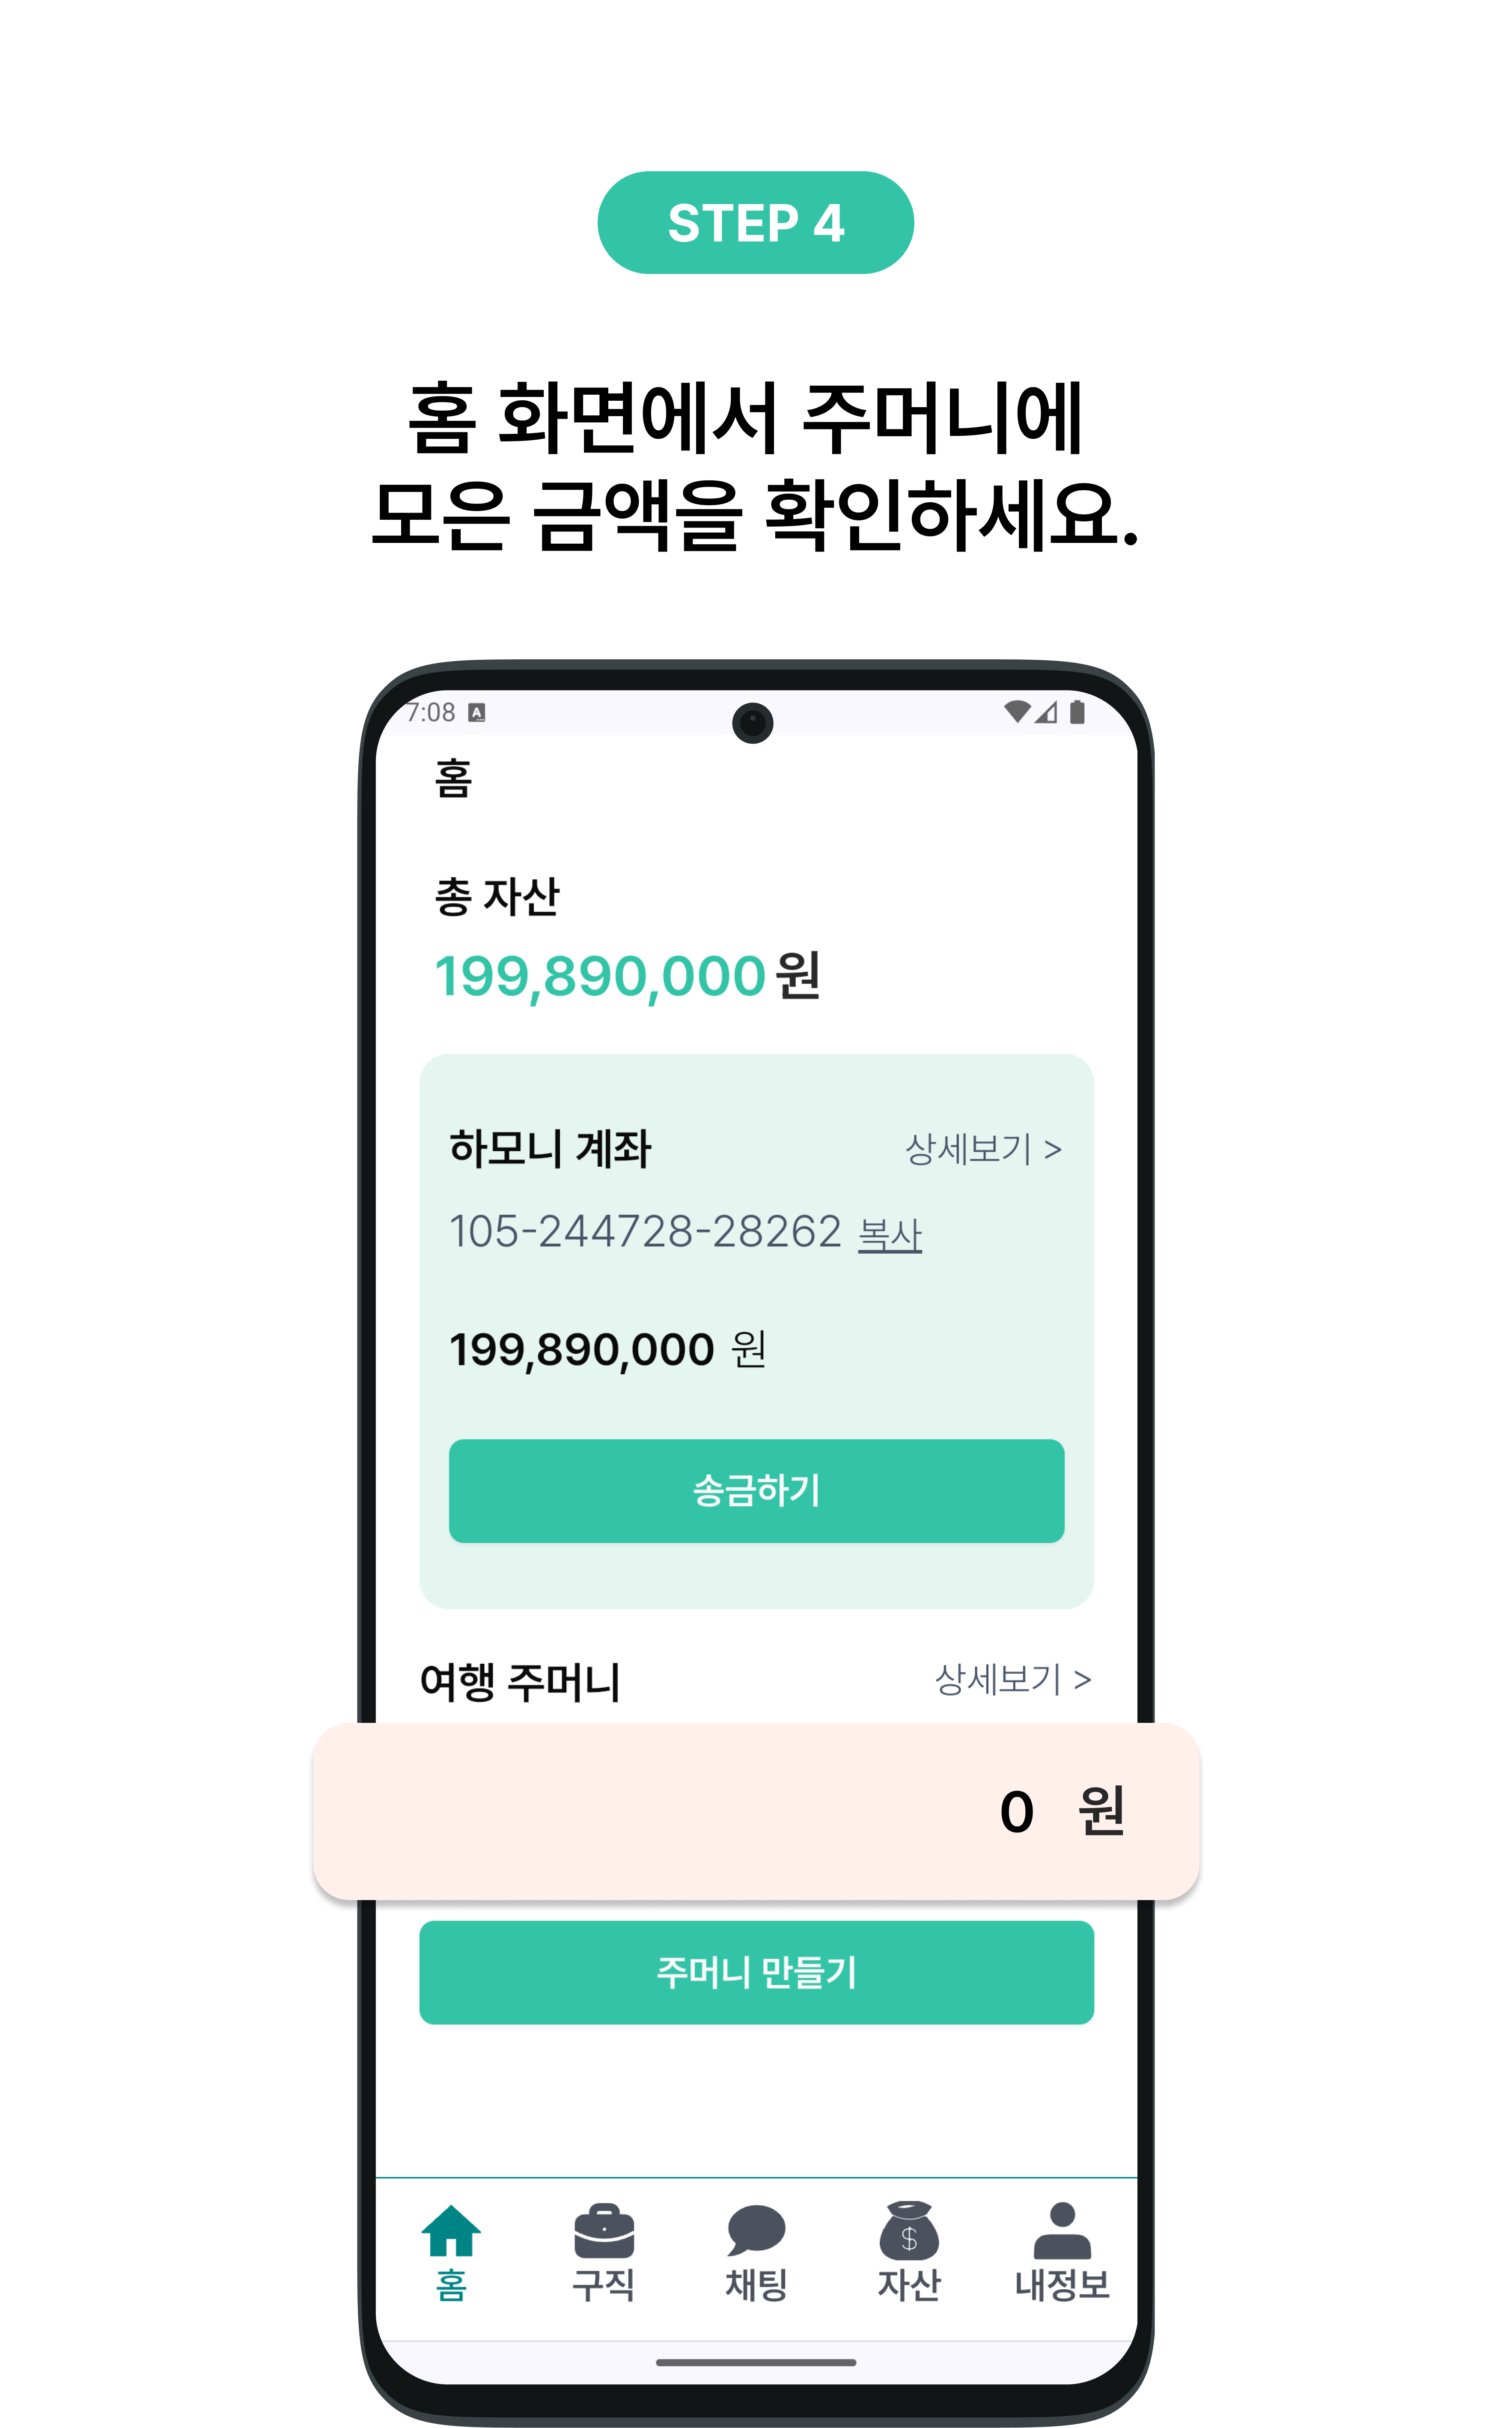 STEP 4
홈 화면에서 주머니에
모은 금액을 확인하세요.
7:08
홈
총 자산
199,890,000 원
하모니 계좌 상세보기 >
105-244728-28262 복사
199,890,000 원
송금하기
여행 주머니 상세보기 >
0 원
주머니 만들기
홈 구직 채팅 자산 내정보